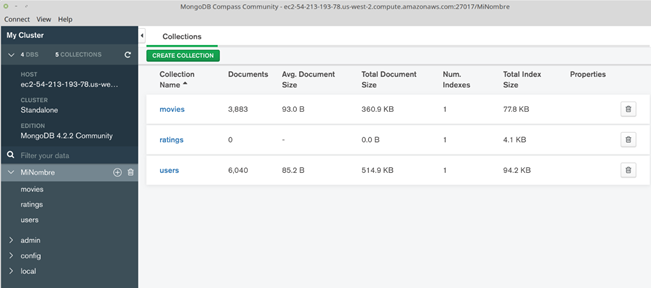 MongoDB Compass Community - ec2-54-213-193-78.us-west-2.compute.amazonaws.com:27017/MiNombre
Connect View Help
My Cluster
4 DBS 5 COLLECTIONS
HOST
ec2-54-213-193-78.us-we...
CLUSTER
Standalone
EDITION
MongoDB 4.2.2 Community
Filter your data
MiNombre
movies
ratings
users
admin
config
local
Collections
CREATE COLLECTION
Collection Name Documents Avg. Document Size Total Document Size Num. Indexes Total Index Size Properties
movies 3,883 93.0 B 360.9 KB 1 77.8 KB
ratings 0 - 0.0 B 1 4.1 KB
users 6,040 85.2 B 514.9 KB 1 94.2 KB